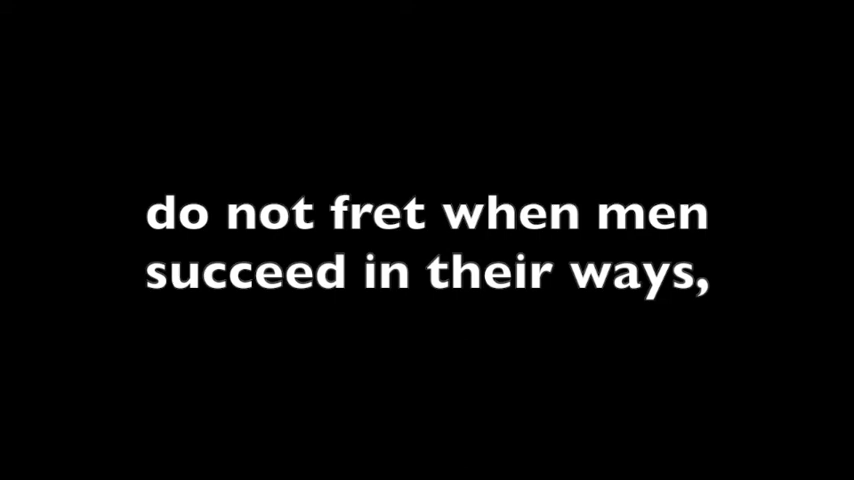 do not fret when men
succeed in their ways,